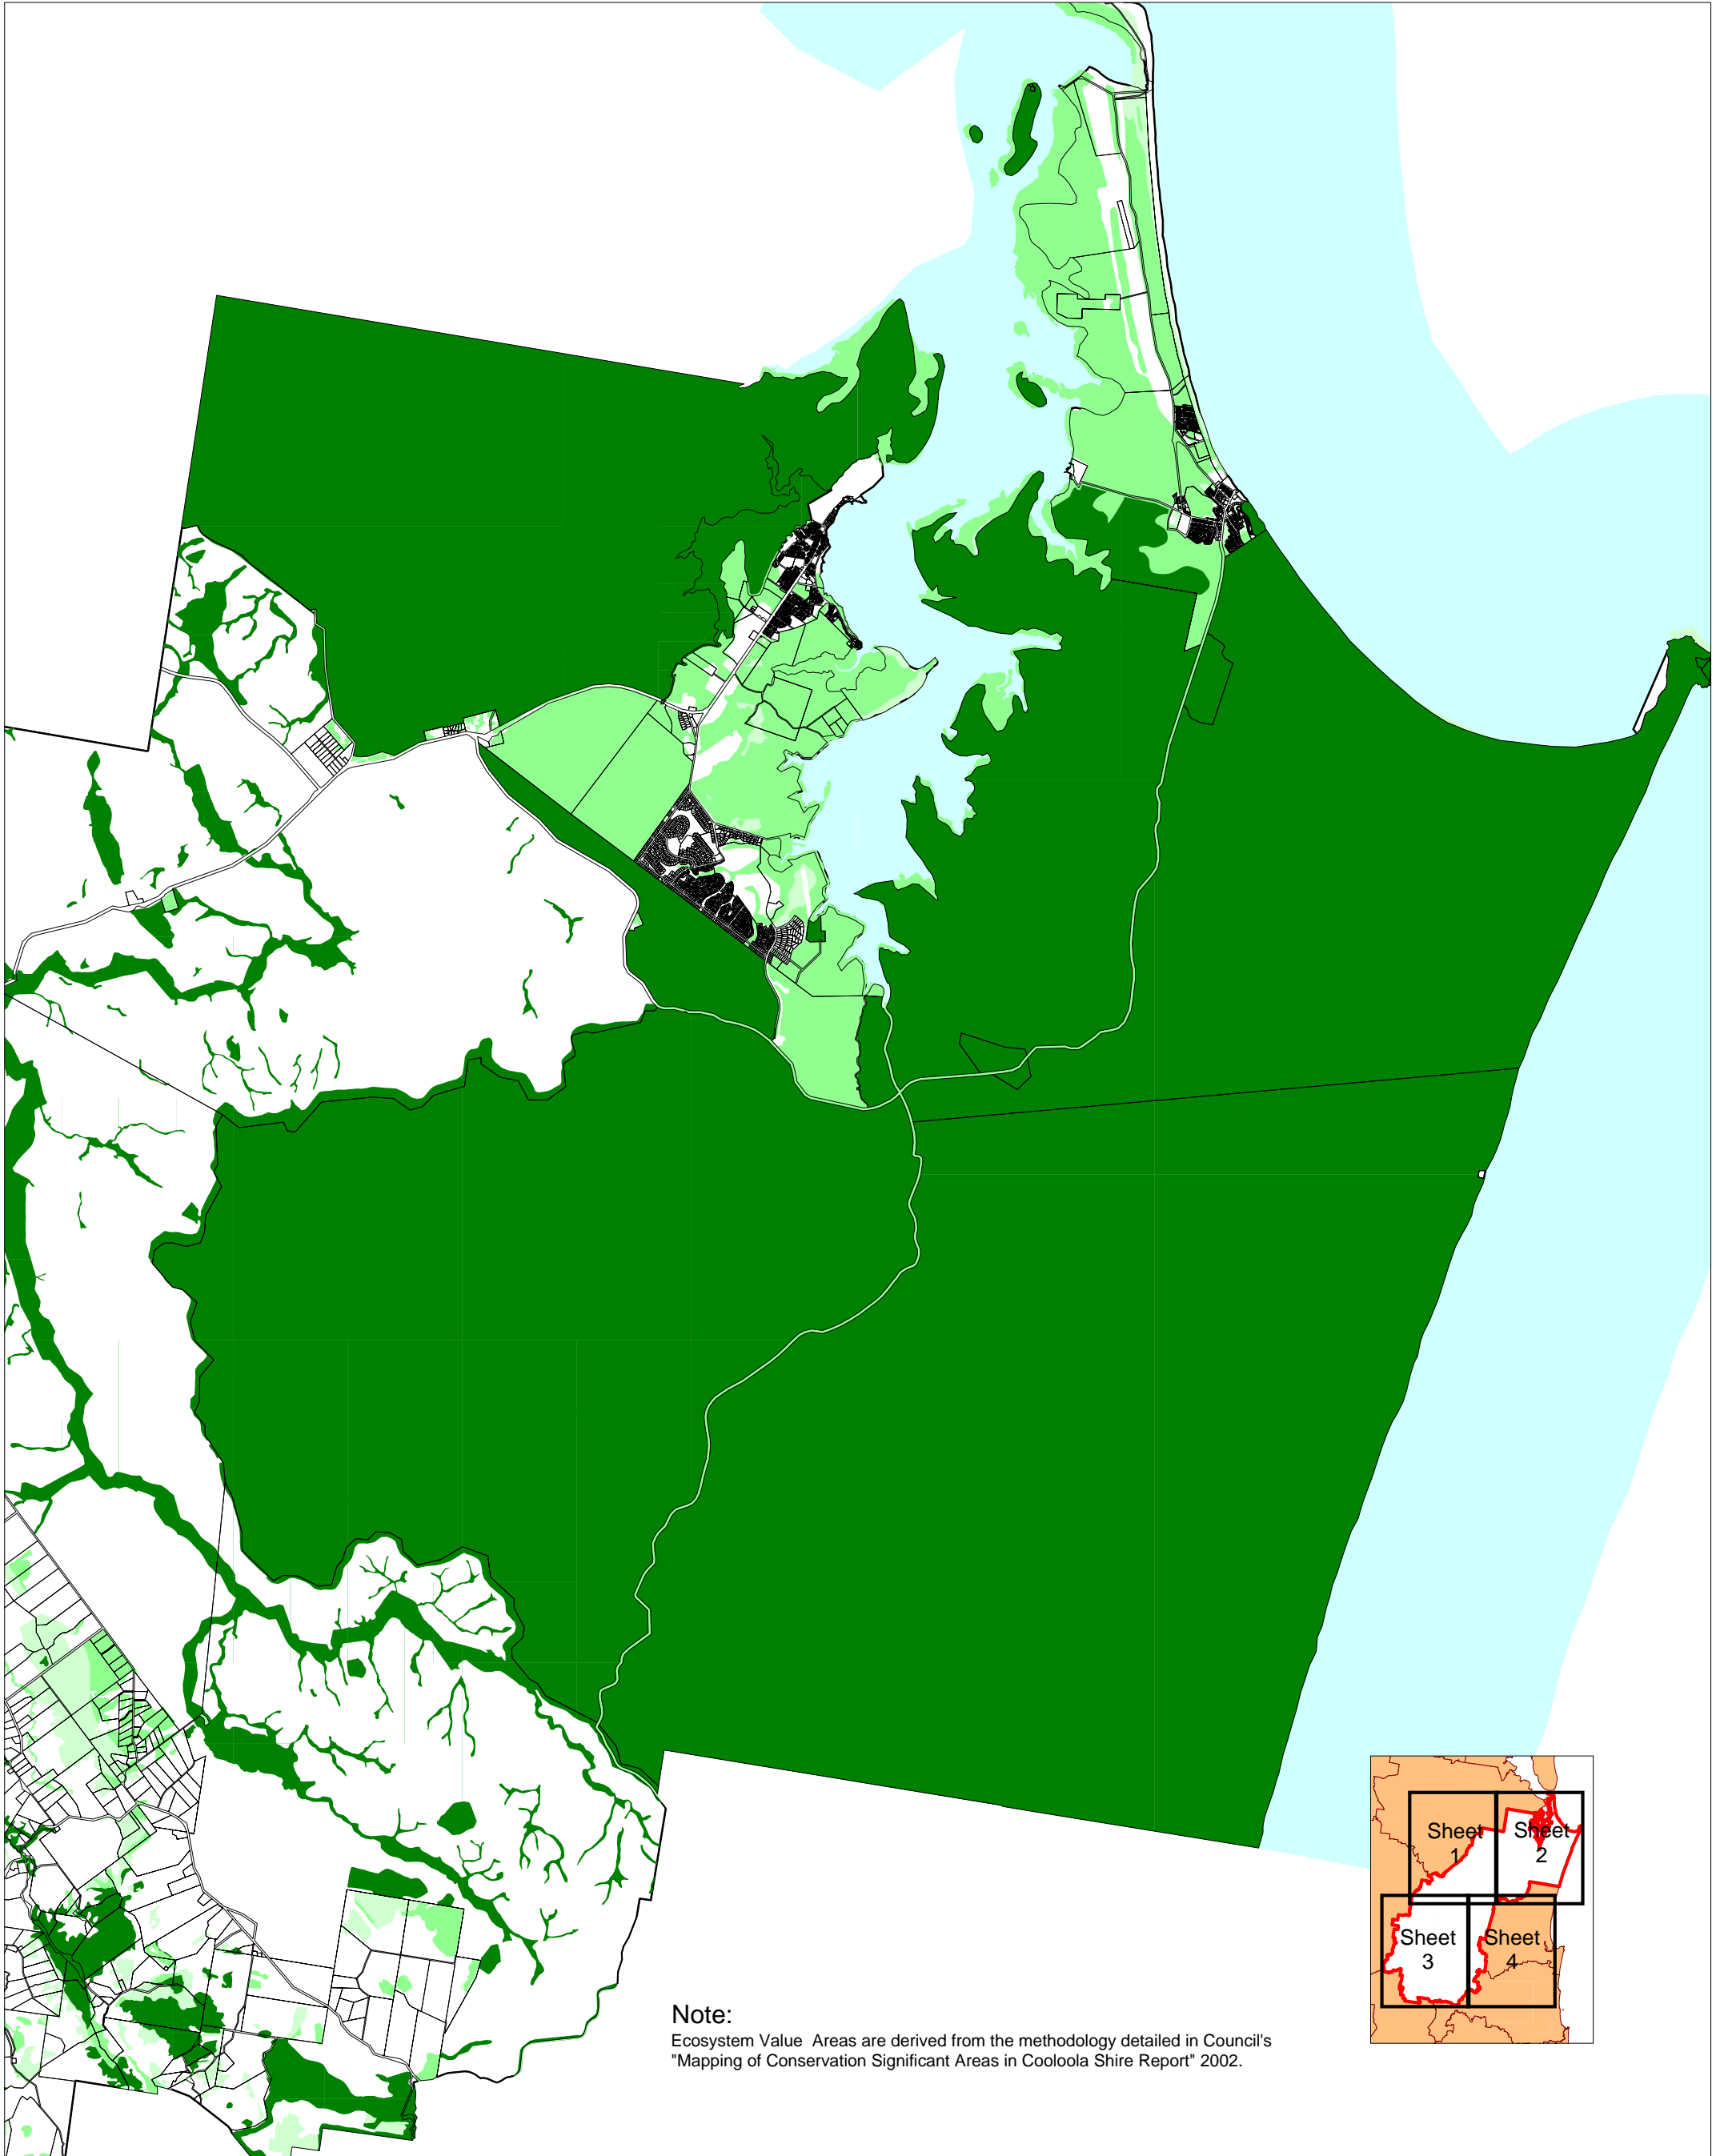 Sheet
1
Sheet
2
Sheet
3
Sheet
4
Note:
Ecosystem Value Areas are derived from the methodology detailed in Council's
"Mapping of Conservation Significant Areas in Cooloola Shire Report" 2002.